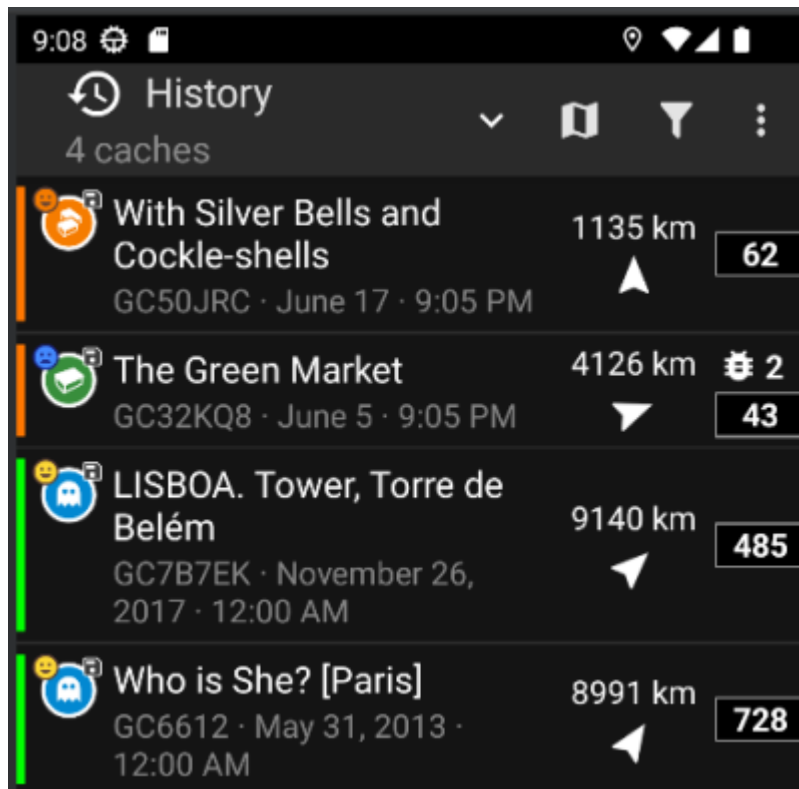 9:08
History
4 caches
With Silver Bells and
Cockle-shells
GC50JRC · June 17 · 9:05 PM
1135 km
62
The Green Market
GC32KQ8 · June 5 · 9:05 PM
4126 km
2
43
LISBOA. Tower, Torre de
Belém
GC7B7EK · November 26,
2017 · 12:00 AM
9140 km
485
Who is She? [Paris]
GC6612 · May 31, 2013 ·
12:00 AM
8991 km
728